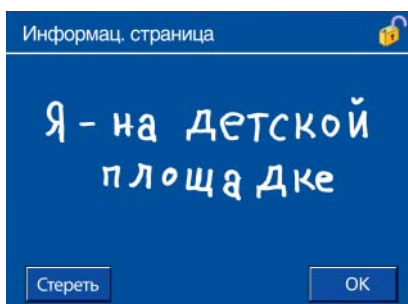 Информац. страница
Я - на детской
площадке
Стереть
OK